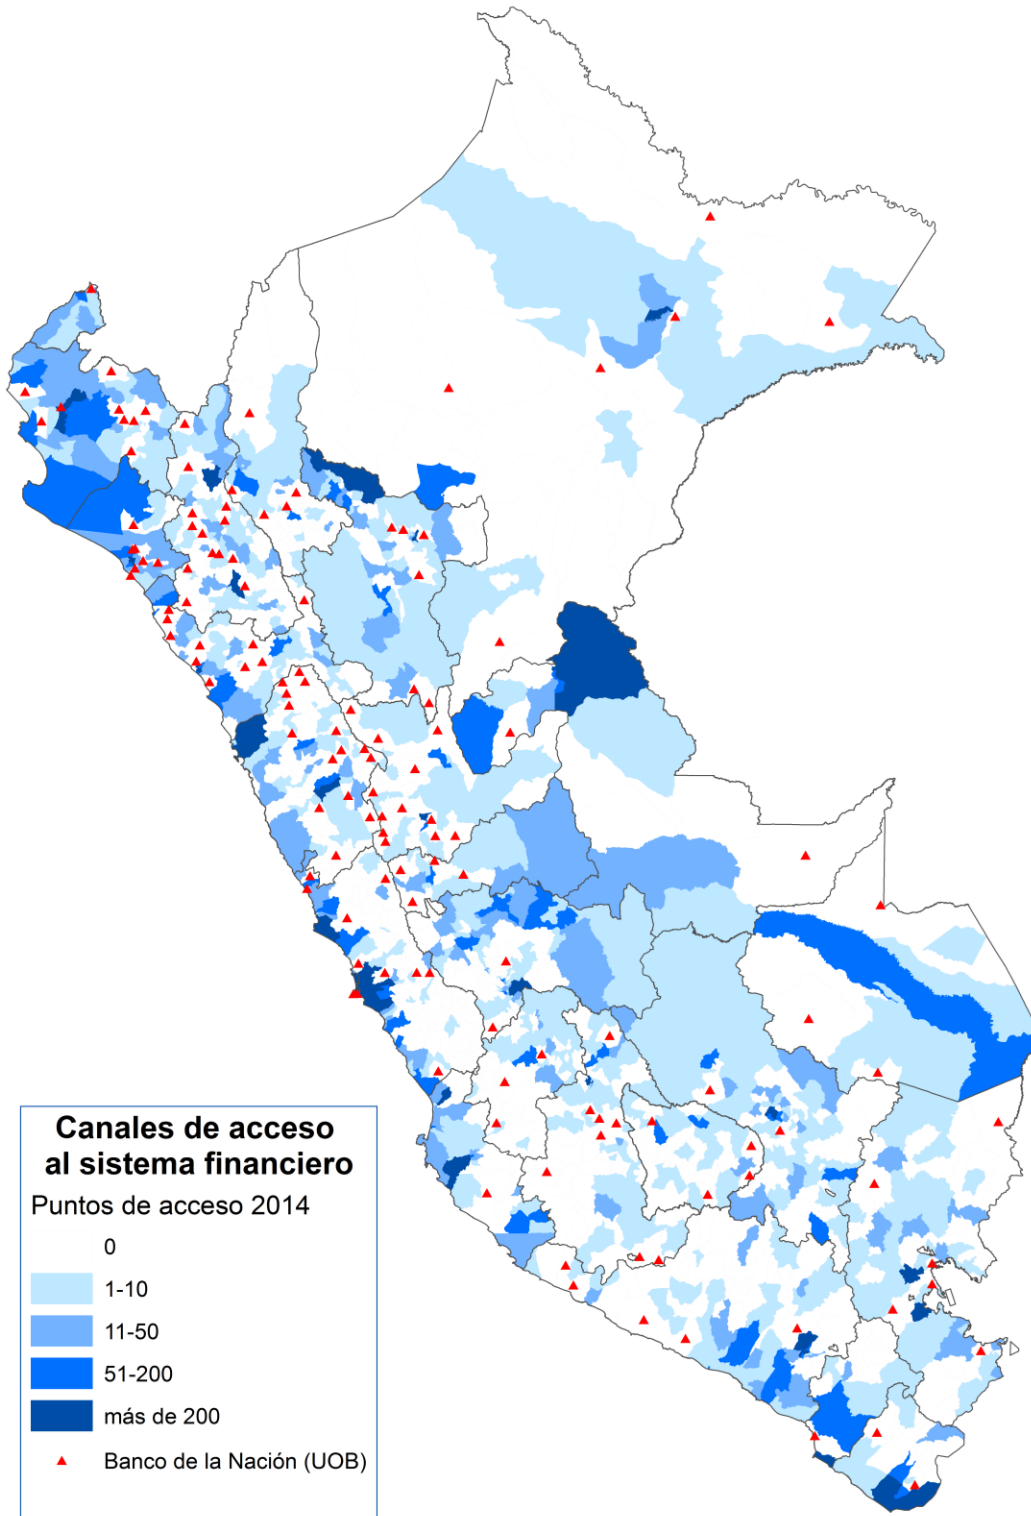 Canales de acceso
al sistema financiero
Puntos de acceso 2014
0
1-10
11-50
51-200
más de 200
Banco de la Nación (UOB)